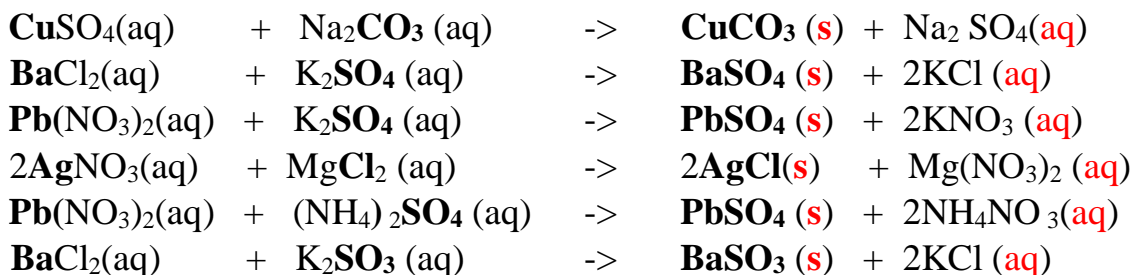 CuSO₄(aq) + Na₂CO₃ (aq) -> CuCO₃ (s) + Na₂ SO₄(aq)
BaCl₂(aq) + K₂SO₄ (aq) -> BaSO₄ (s) + 2KCl (aq)
Pb(NO₃)₂(aq) + K₂SO₄ (aq) -> PbSO₄ (s) + 2KNO₃ (aq)
2AgNO₃(aq) + MgCl₂ (aq) -> 2AgCl(s) + Mg(NO₃)₂ (aq)
Pb(NO₃)₂(aq) + (NH₄) ₂SO₄ (aq) -> PbSO₄ (s) + 2NH₄NO ₃(aq)
BaCl₂(aq) + K₂SO₃ (aq) -> BaSO₃ (s) + 2KCl (aq)